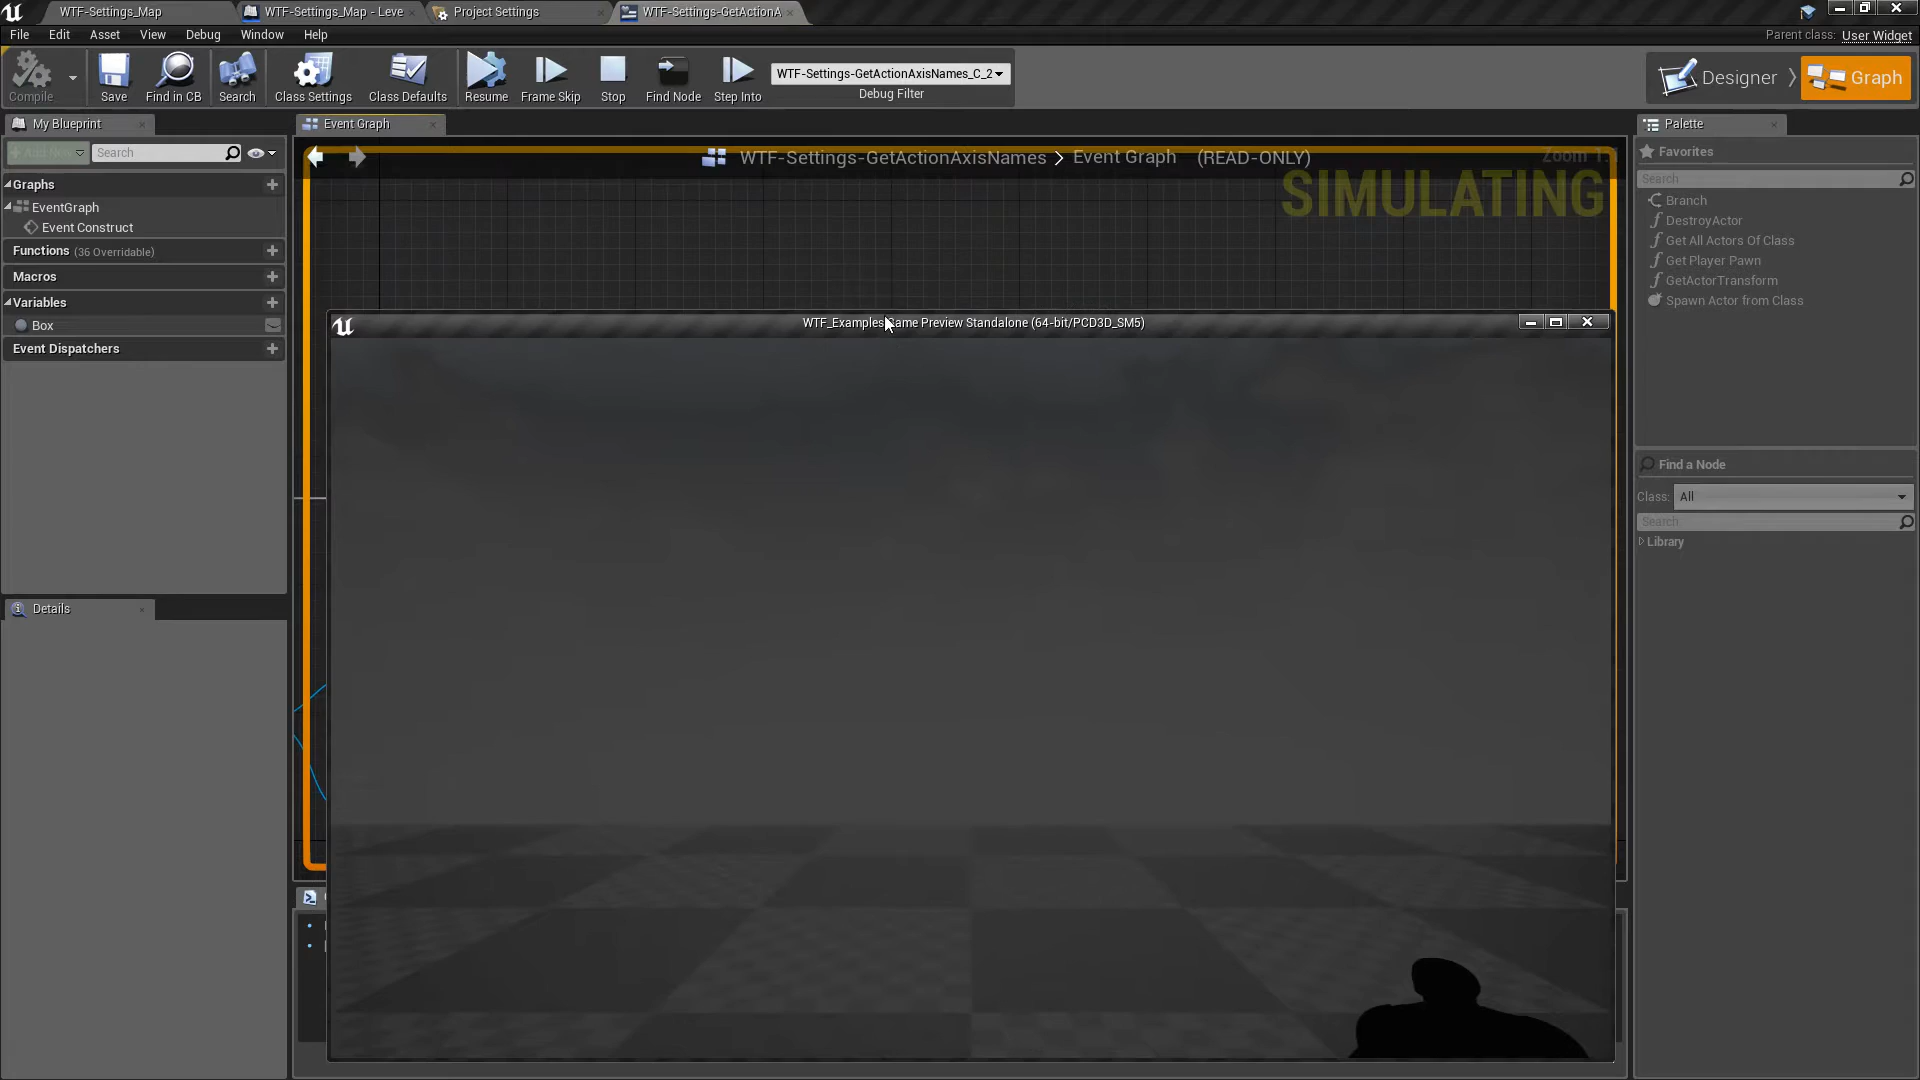 WTF-Settings_Map
WTF-Settings_Map - Leve
Project Settings
WTF-Settings-GetActionA
File Edit Asset View Debug Window Help
Parent class: User Widget
Compile
Save
Find in CB
Search
Class Settings
Class Defaults
Resume
Frame Skip
Stop
Find Node
Step Into
WTF-Settings-GetActionAxisNames_C_2
Debug Filter
Designer
Graph
My Blueprint
Event Graph
Palette
Search
WTF-Settings-GetActionAxisNames > Event Graph (READ-ONLY)
SIMULATING
Favorites
Search
Graphs
EventGraph
Event Construct
Functions (36 Overridable)
Macros
Variables
Box
Event Dispatchers
Branch
DestroyActor
Get All Actors Of Class
Get Player Pawn
GetActorTransform
Spawn Actor from Class
WTF_Examples Game Preview Standalone (64-bit/PCD3D_SM5)
Find a Node
Class: All
Search
Library
Details